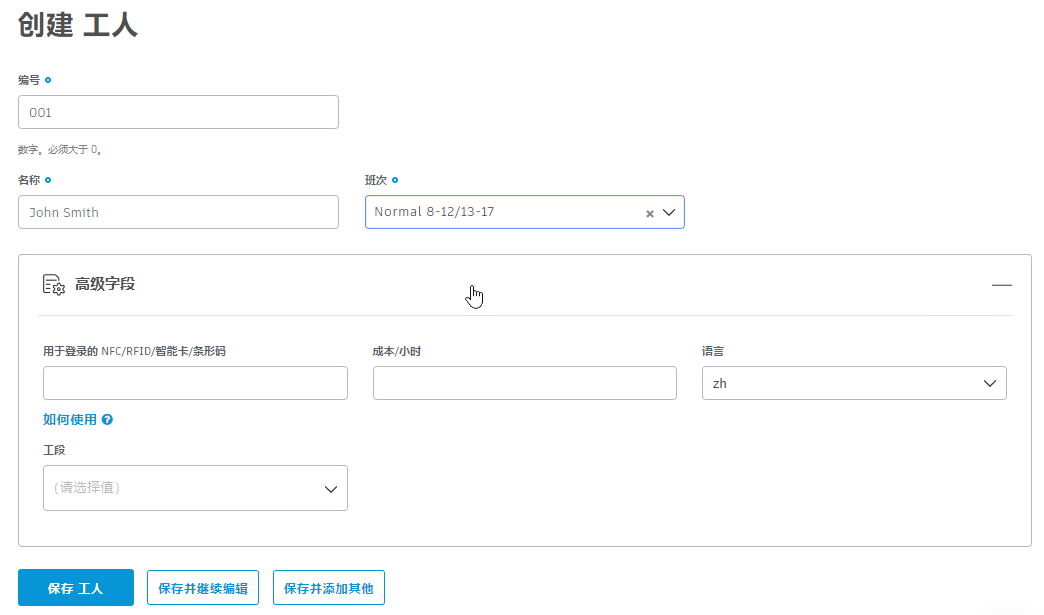 创建 工人
编号
001
数字。必须大于 0。
名称 班次
John Smith Normal 8-12/13-17
高级字段
用于登录的 NFC/RFID/智能卡/条形码 成本/小时 语言
zh
如何使用
工段
(请选择值)
保存 工人 保存并继续编辑 保存并添加其他